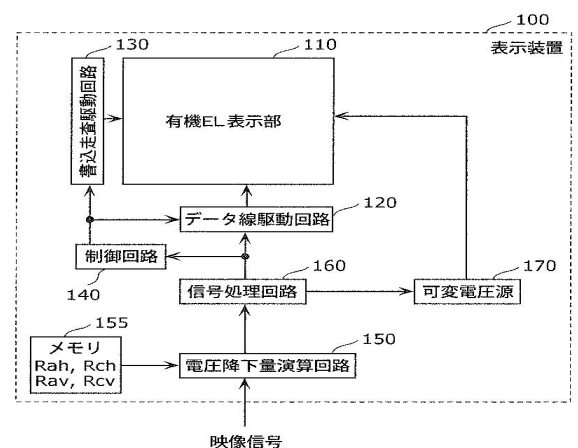 100
表示装置
130
110
書込走査駆動回路
有機EL表示部
120
データ線駆動回路
制御回路
140
160
信号処理回路
170
可変電圧源
155
メモリ
Rah, Rch
Rav, Rcv
150
電圧降下量演算回路
映像信号